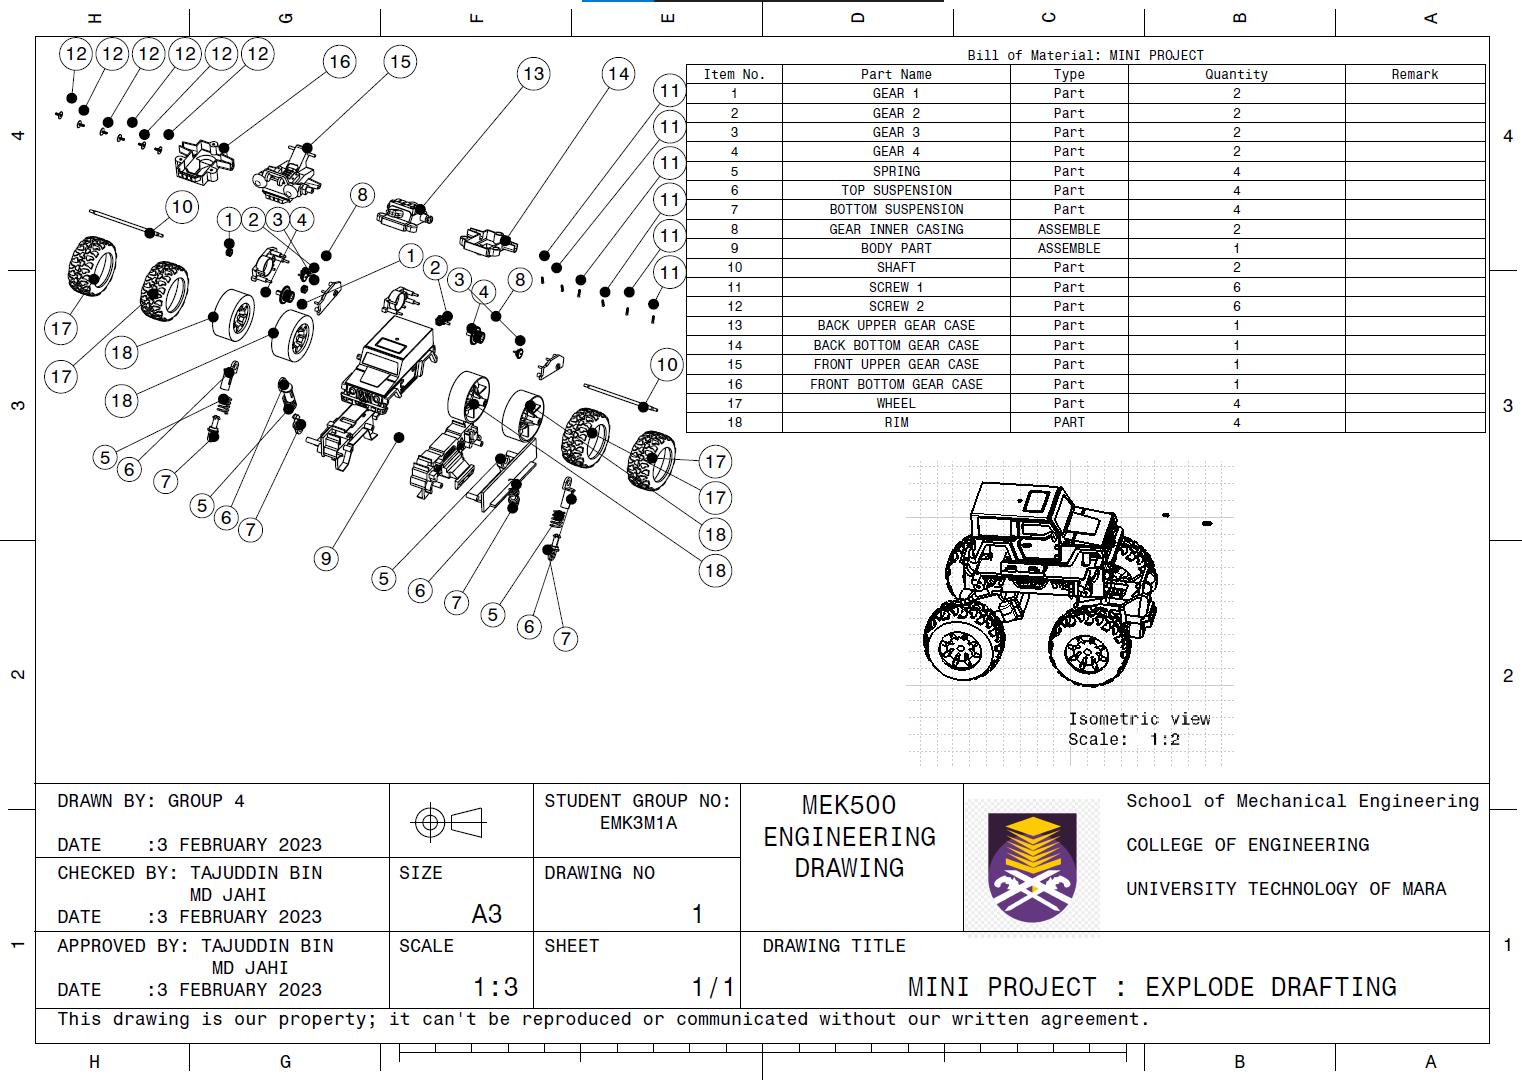 H G F E D C B A
12 12 12 12 12 12 16 15 13 14 11
11
11
11
11
11
10 1 2 3 4 8
1 2 3 4 8
17 18
17 18
10
5 6 7
5 6 7
9
5 6 7
5 6 7
17
17
18
18
4
3
2
1
4
3
2
1
Bill of Material: MINI PROJECT
Item No. Part Name Type Quantity Remark
1 GEAR 1 Part 2
2 GEAR 2 Part 2
3 GEAR 3 Part 2
4 GEAR 4 Part 2
5 SPRING Part 4
6 TOP SUSPENSION Part 4
7 BOTTOM SUSPENSION Part 4
8 GEAR INNER CASING ASSEMBLE 2
9 BODY PART ASSEMBLE 1
10 SHAFT Part 2
11 SCREW 1 Part 6
12 SCREW 2 Part 6
13 BACK UPPER GEAR CASE Part 1
14 BACK BOTTOM GEAR CASE Part 1
15 FRONT UPPER GEAR CASE Part 1
16 FRONT BOTTOM GEAR CASE Part 1
17 WHEEL Part 4
18 RIM PART 4
Isometric view
Scale: 1:2
DRAWN BY: GROUP 4
DATE :3 FEBRUARY 2023
CHECKED BY: TAJUDDIN BIN
MD JAHI
DATE :3 FEBRUARY 2023
APPROVED BY: TAJUDDIN BIN
MD JAHI
DATE :3 FEBRUARY 2023
SIZE
A3
SCALE
1:3
STUDENT GROUP NO:
EMK3M1A
DRAWING NO
1
SHEET
1/1
MEK500
ENGINEERING
DRAWING
School of Mechanical Engineering
COLLEGE OF ENGINEERING
UNIVERSITY TECHNOLOGY OF MARA
DRAWING TITLE
MINI PROJECT : EXPLODE DRAFTING
This drawing is our property; it can't be reproduced or communicated without our written agreement.
H G B A